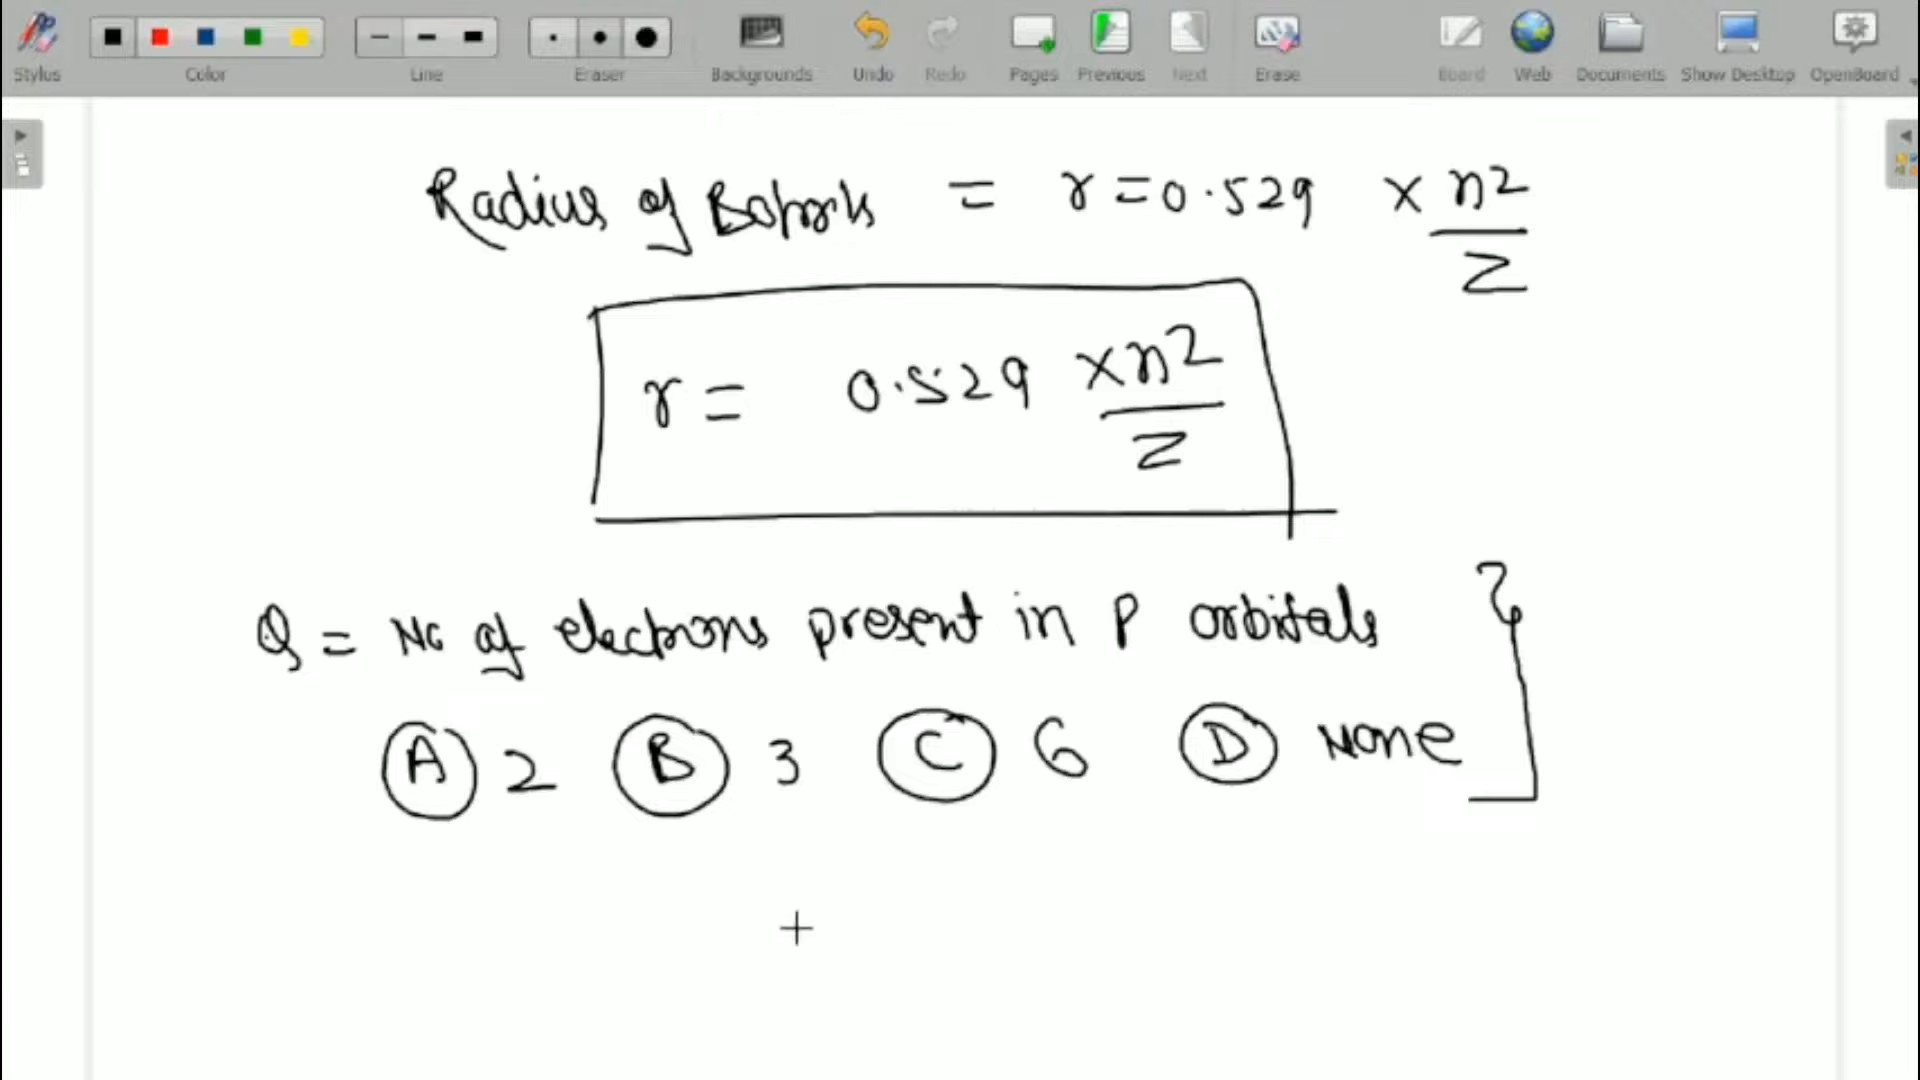 Stylus Color Line Eraser Backgrounds Undo Redo Pages Previous Next Erase Board Web Documents Show Desktop OpenBoard
Radius of = r = 0.529 × n2
Z
r = 0.529 × n2
Z
Q = No of electrons present in P orbitals
A 2 B 3 C 6 D None